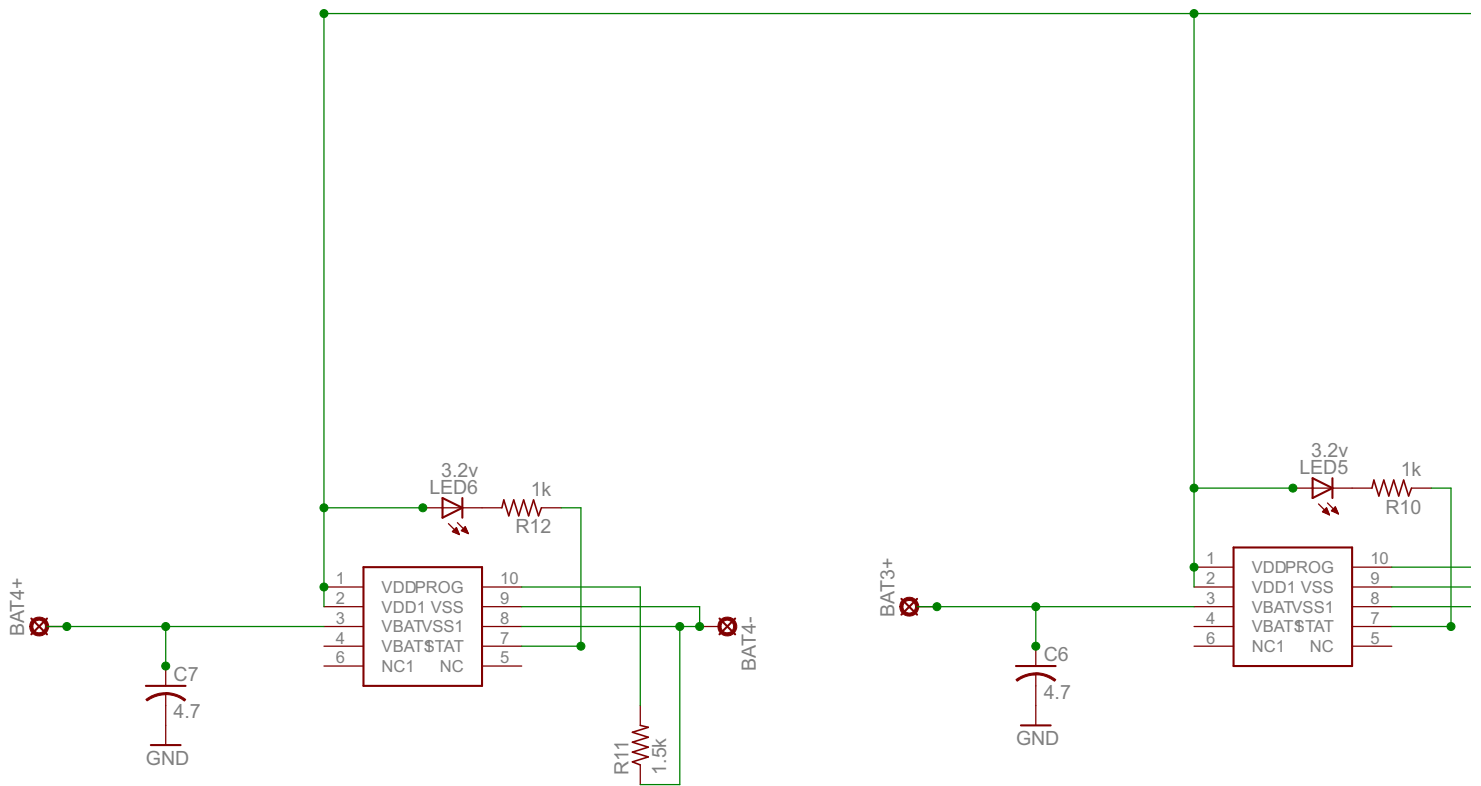 3.2v
LED6
1k
R12
BAT4+
1
2
3
4
6
VDD
VDD1
VBAT
VBAT1
NC1
PROG
VSS
VSS1
STAT
NC
10
9
8
7
5
BAT4-
C7
4.7
GND
R11
1.5k
3.2v
LED5
1k
R10
BAT3+
1
2
3
4
6
VDD
VDD1
VBAT
VBAT1
NC1
PROG
VSS
VSS1
STAT
NC
10
9
8
7
5
C6
4.7
GND